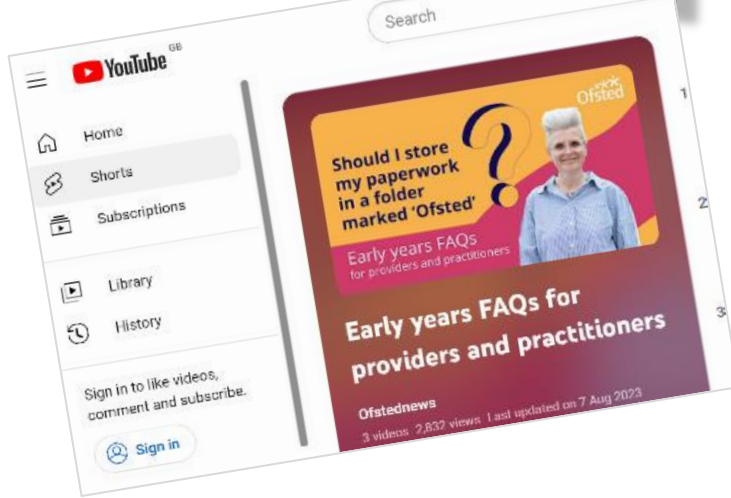 YouTube GB
Search
Home
Shorts
Subscriptions
Library
History
Sign in to like videos,
comment and subscribe.
Sign in
Ofsted
Should I store
my paperwork
in a folder
marked 'Ofsted'
?
Early years FAQs
for providers and practitioners
Early years FAQs for
providers and practitioners
Ofstednews
3 videos 2,832 views Last updated on 7 Aug 2023
1
2
3